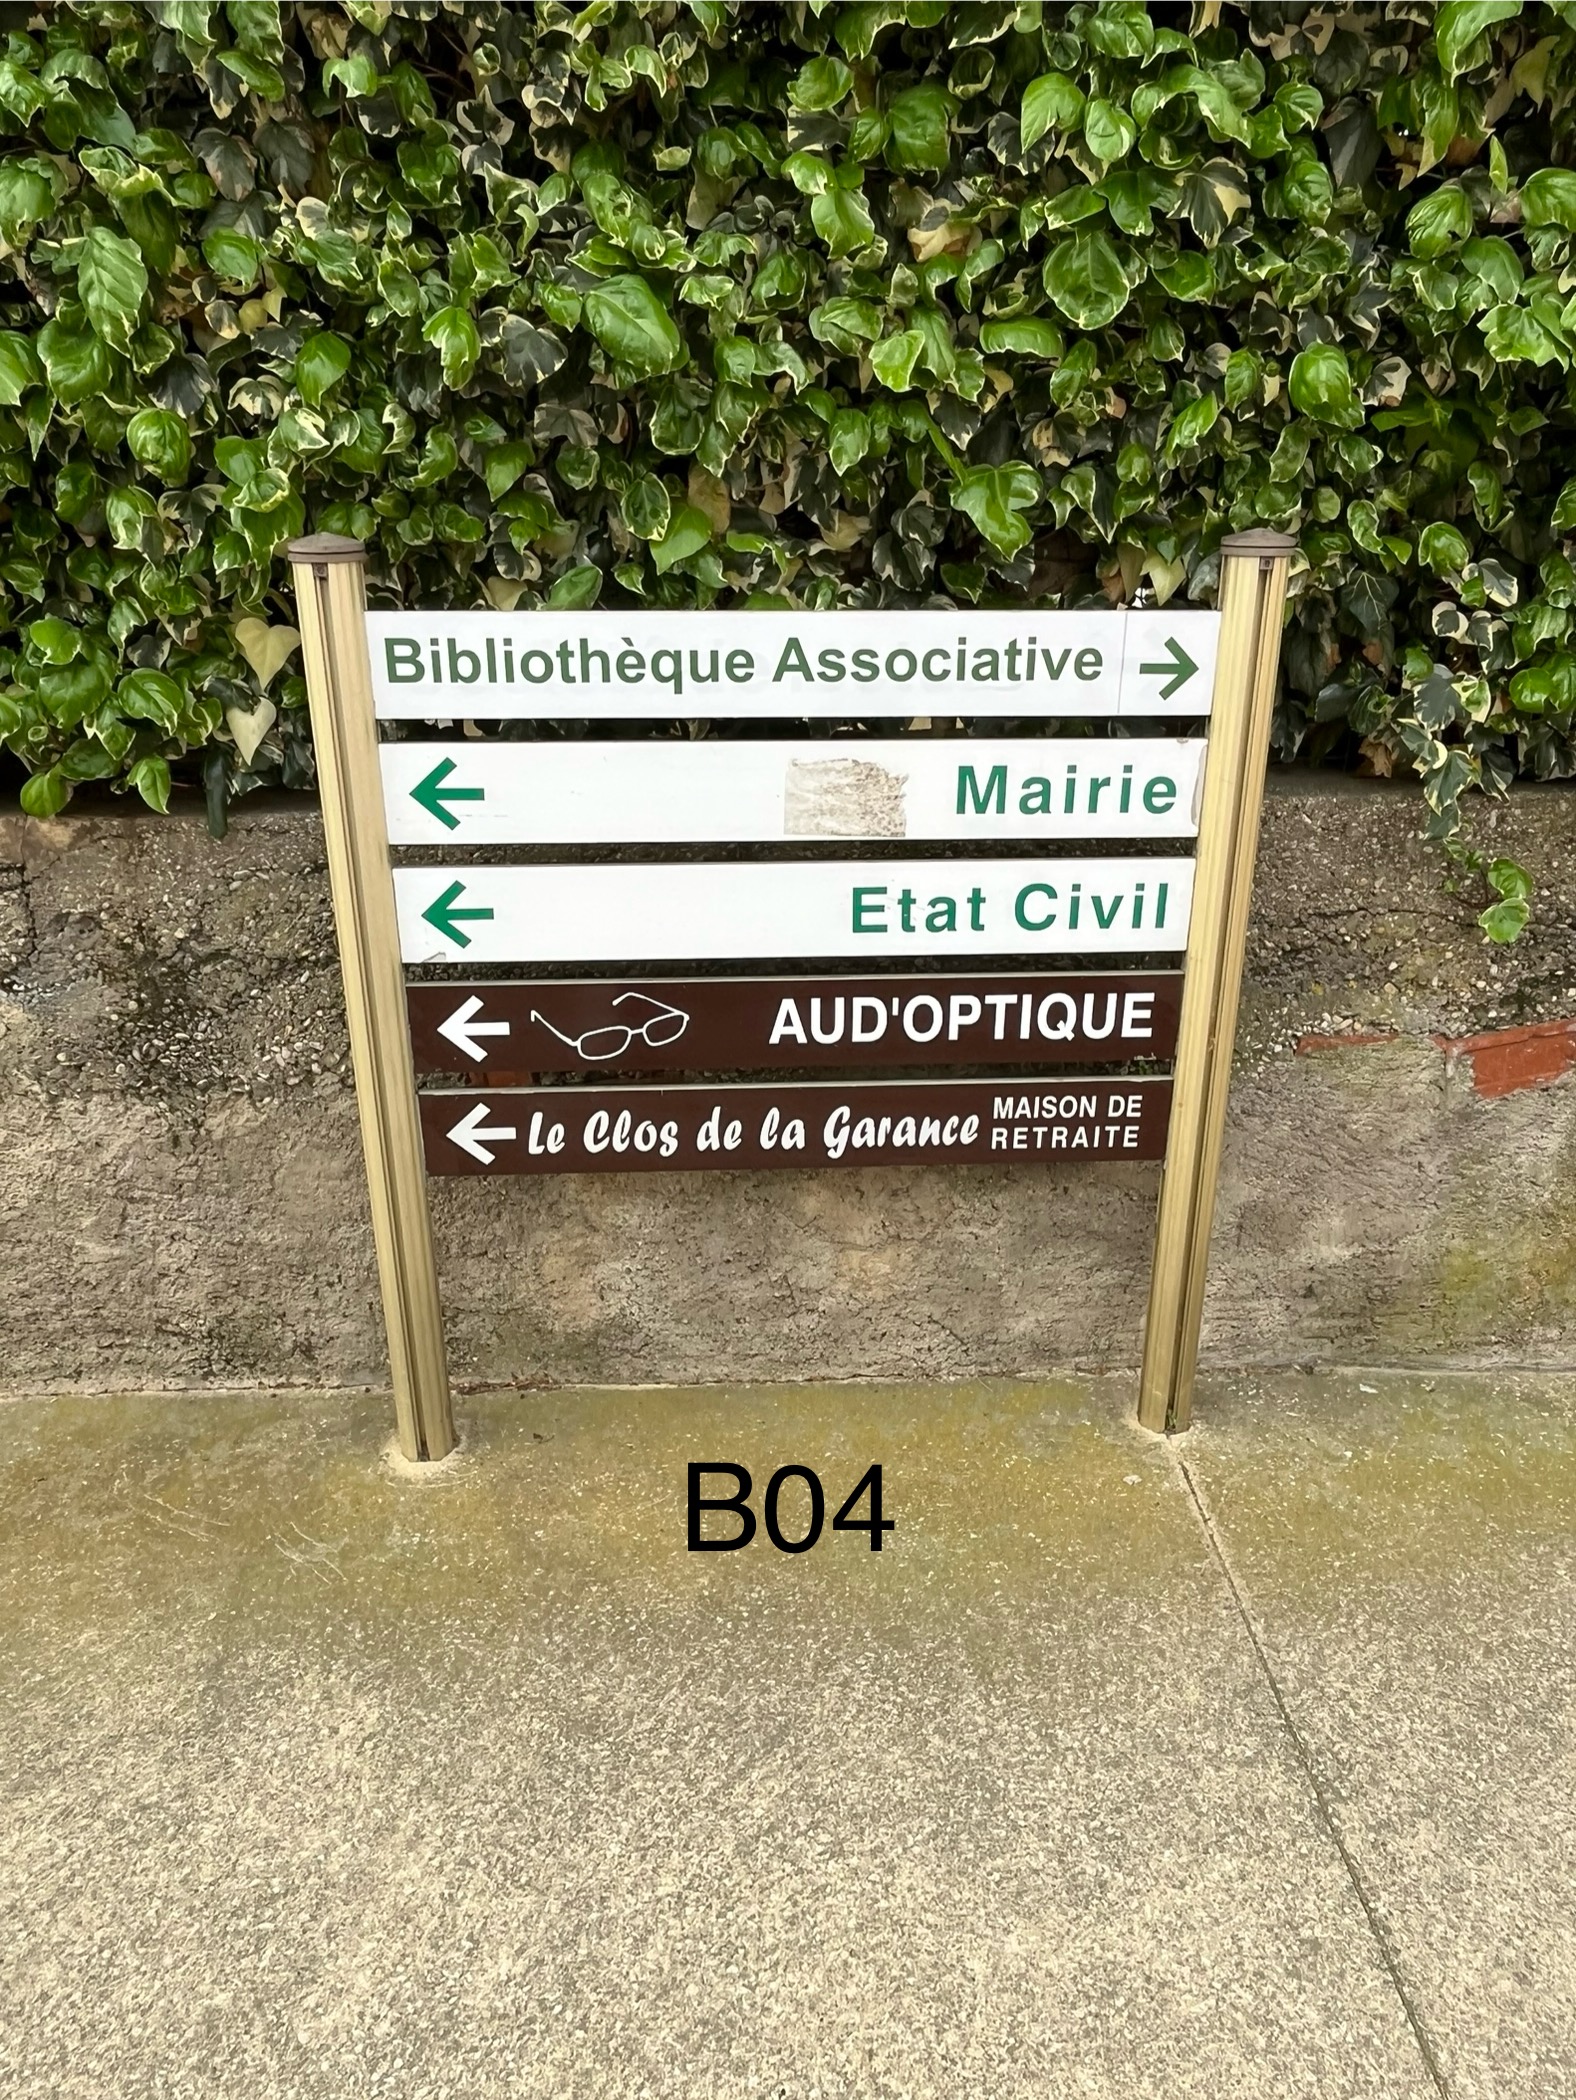 Bibliothèque Associative →
← Mairie
← Etat Civil
← AUD'OPTIQUE
← Le Clos de la Garance MAISON DE
RETRAITE
B04